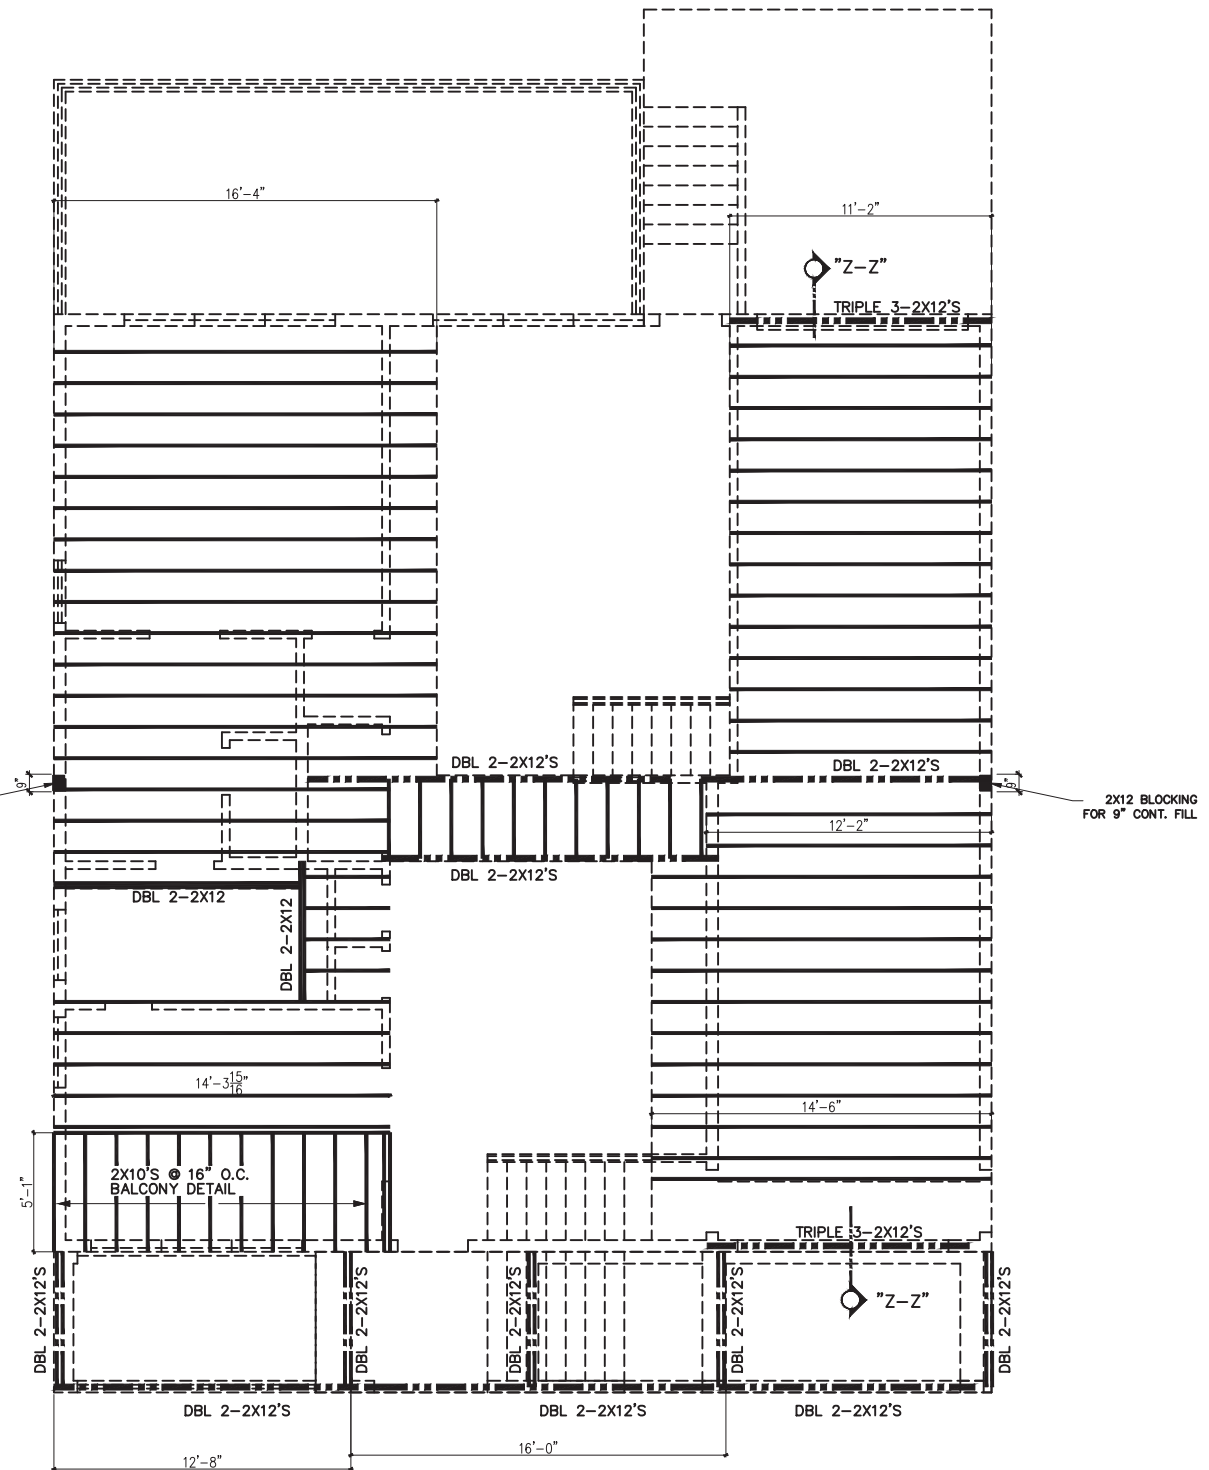 16'-4"
11'-2"
"Z-Z"
TRIPLE 3-2X12'S
DBL 2-2X12'S
DBL 2-2X12'S
9"
9"
2X12 BLOCKING
FOR 9" CONT. FILL
12'-2"
DBL 2-2X12'S
DBL 2-2X12
DBL 2-2X12
14'-3 15/16"
14'-6"
2X10'S @ 16" O.C.
BALCONY DETAIL
5'-1"
TRIPLE 3-2X12'S
"Z-Z"
DBL 2-2X12'S
DBL 2-2X12'S
DBL 2-2X12'S
DBL 2-2X12'S
DBL 2-2X12'S
DBL 2-2X12'S
DBL 2-2X12'S
DBL 2-2X12'S
16'-0"
12'-8"